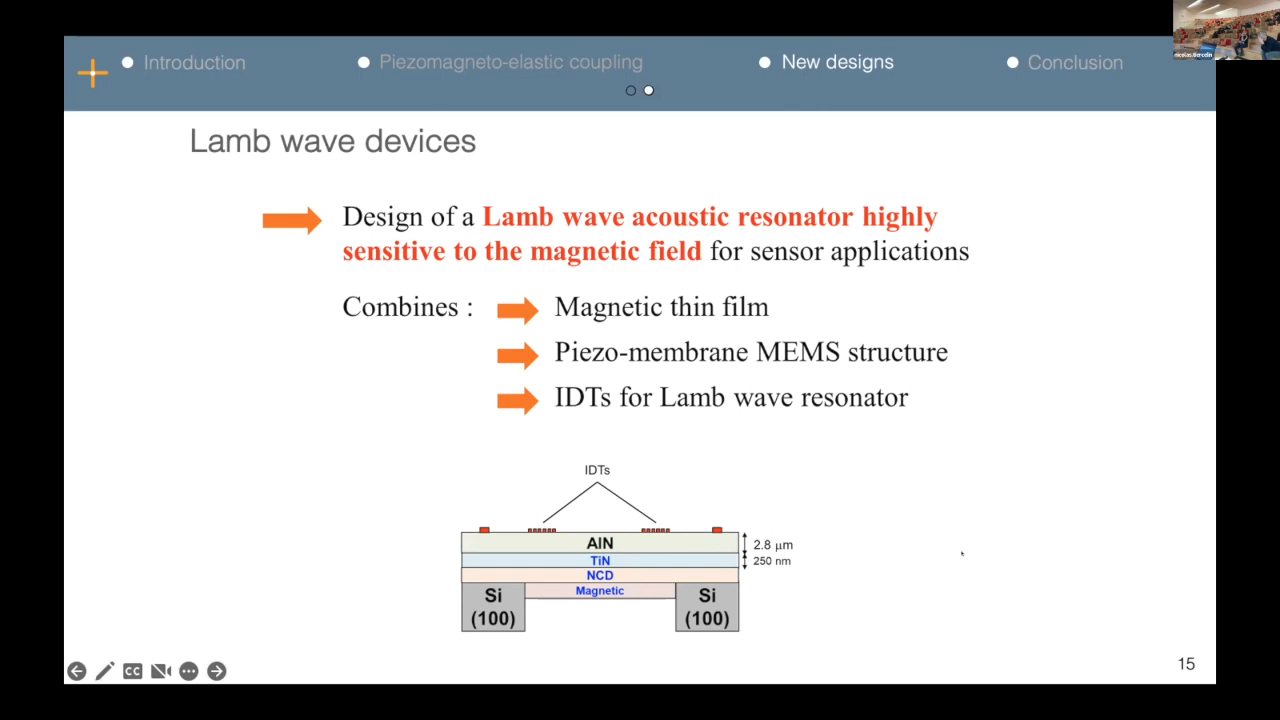 Introduction
Piezomagneto-elastic coupling
New designs
Conclusion
Lamb wave devices
Design of a Lamb wave acoustic resonator highly
sensitive to the magnetic field for sensor applications
Combines :
Magnetic thin film
Piezo-membrane MEMS structure
IDTs for Lamb wave resonator
IDTs
AlN
2.8 μm
TiN
250 nm
NCD
Magnetic
Si
(100)
Si
(100)
15
CC